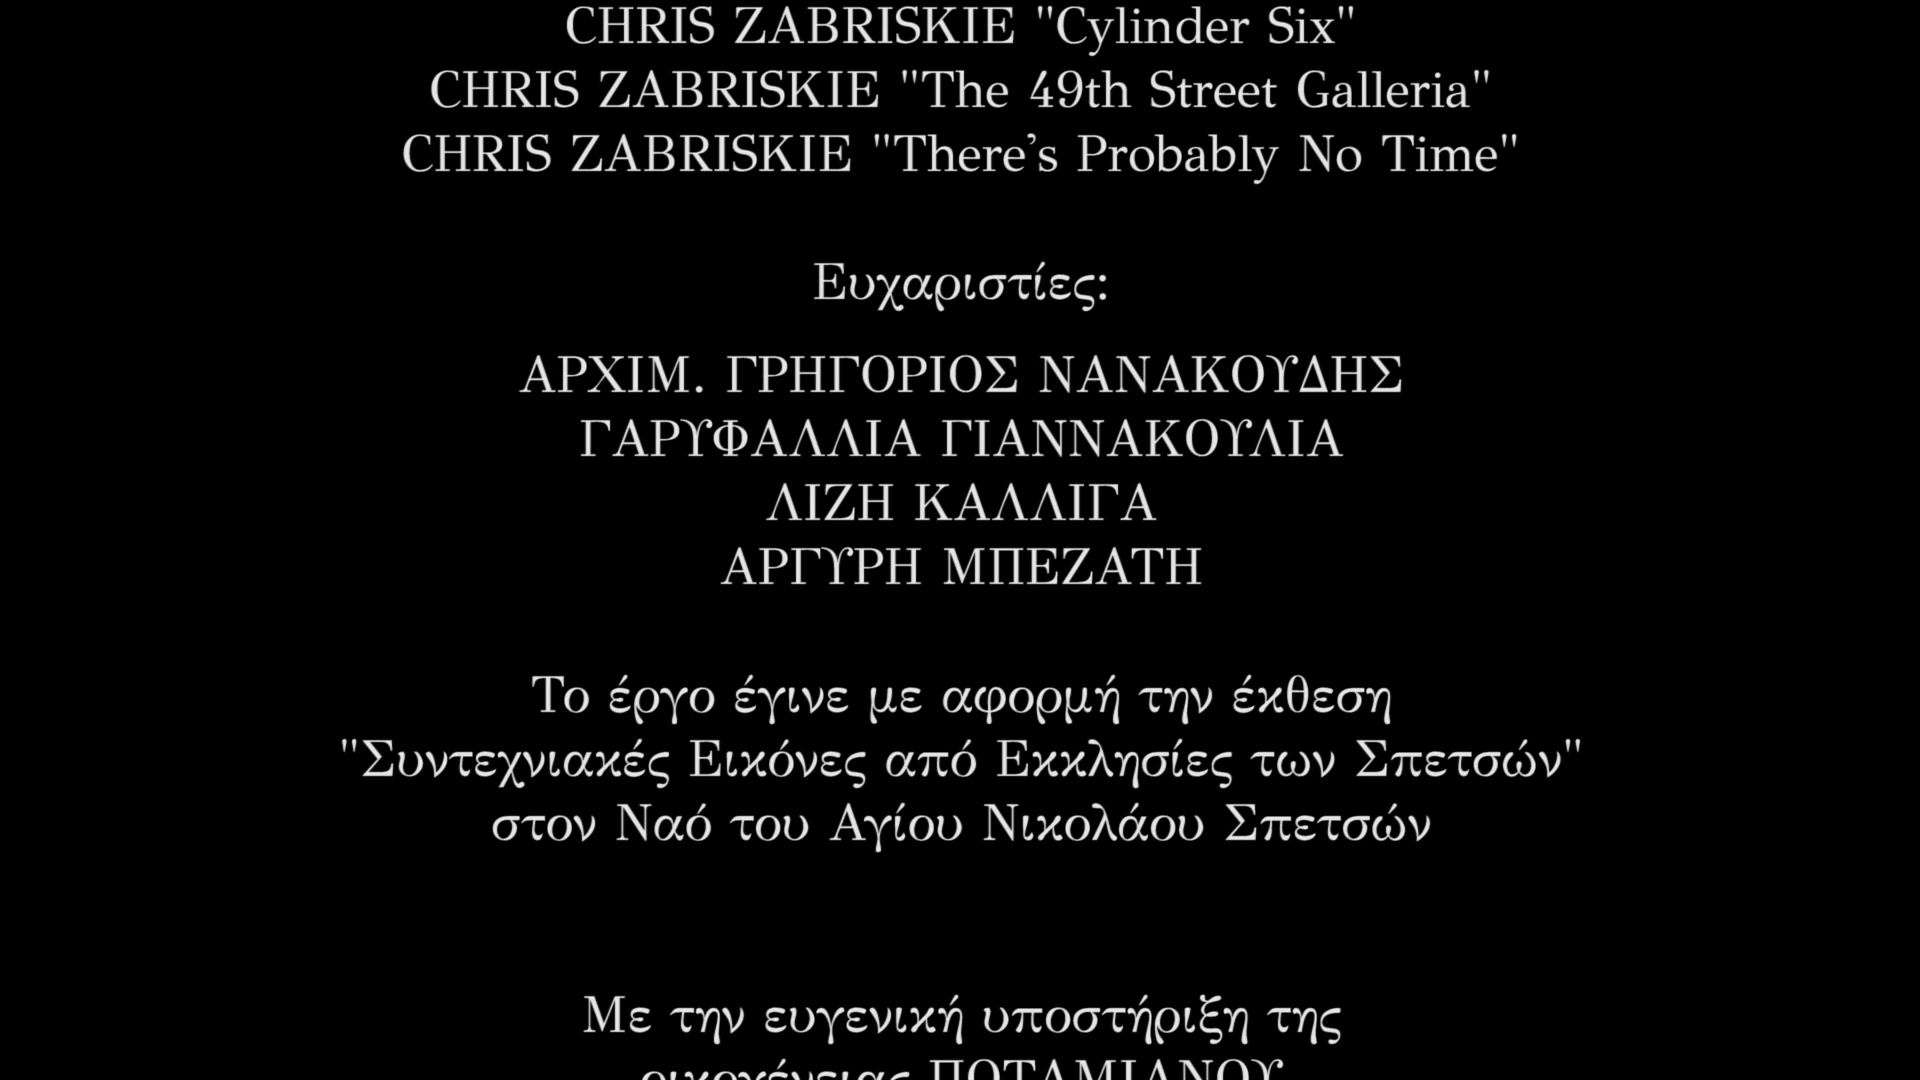 CHRIS ZABRISKIE "Cylinder Six"
CHRIS ZABRISKIE "The 49th Street Galleria"
CHRIS ZABRISKIE "There’s Probably No Time"
Ευχαριστίες:
ΑΡΧΙΜ. ΓΡΗΓΟΡΙΟΣ ΝΑΝΑΚΟΥΔΗΣ
ΓΑΡΥΦΑΛΛΙΑ ΓΙΑΝΝΑΚΟΥΛΙΑ
ΛΙΖΗ ΚΑΛΛΙΓΑ
ΑΡΓΥΡΗ ΜΠΕΖΑΤΗ
Το έργο έγινε με αφορμή την έκθεση
"Συντεχνιακές Εικόνες από Εκκλησίες των Σπετσών"
στον Ναό του Αγίου Νικολάου Σπετσών
Με την ευγενική υποστήριξη της
οικογένειας ΠΟΤΑΜΙΑΝΟΥ